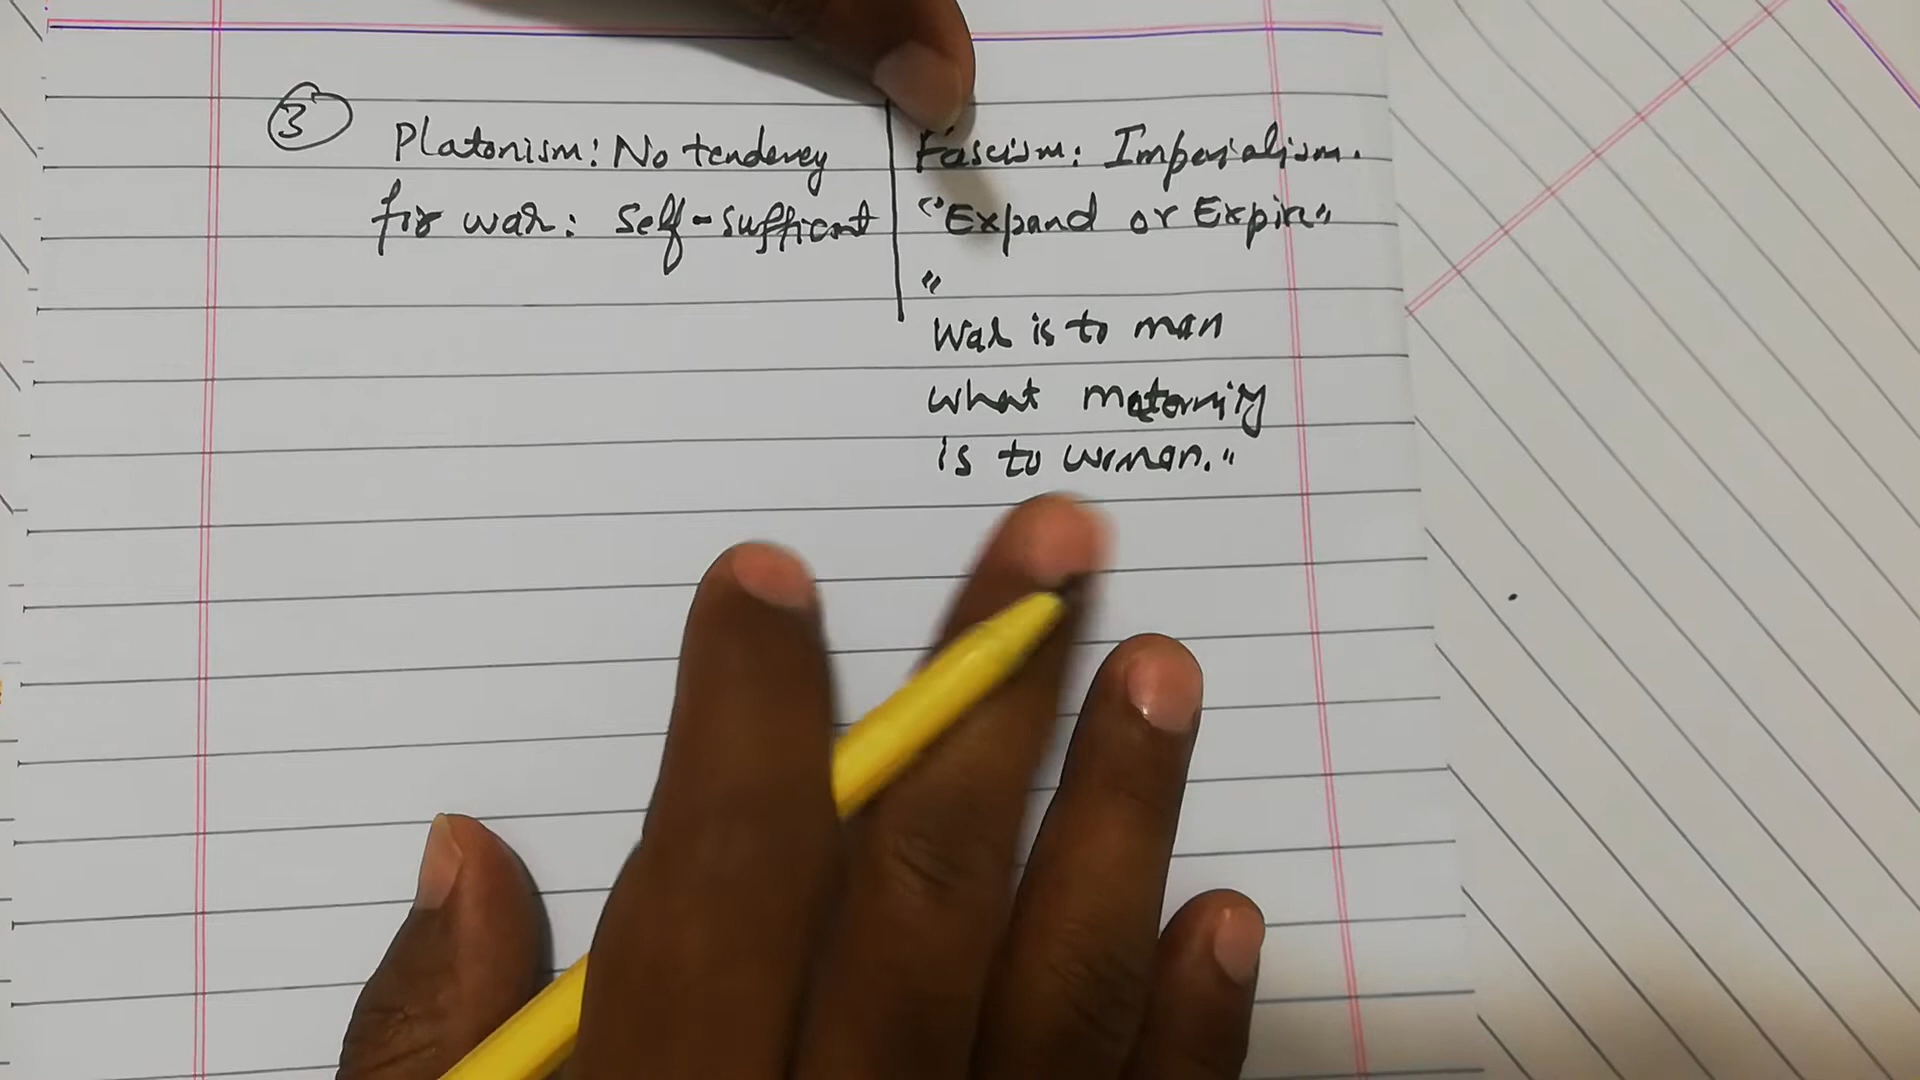 3
Platonism: No tendency
for war: Self-sufficient
Fascism: Imperialism.
"Expand or Expire"
"
War is to man
what maternity
is to woman."